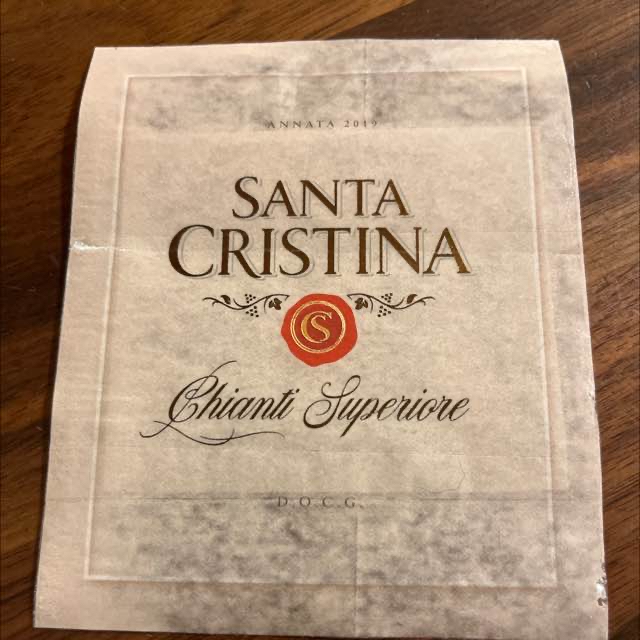 ANNATA 2019
SANTA
CRISTINA
CS
Chianti Superiore
D.O.C.G.